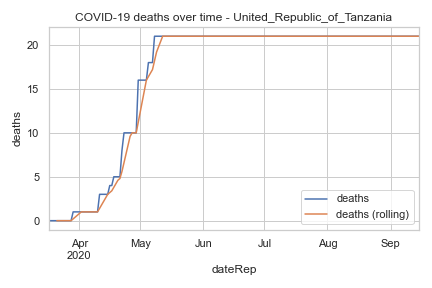 COVID-19 deaths over time - United_Republic_of_Tanzania
deaths
20
15
10
5
0
Apr
2020
May
Jun
Jul
Aug
Sep
dateRep
deaths
deaths (rolling)